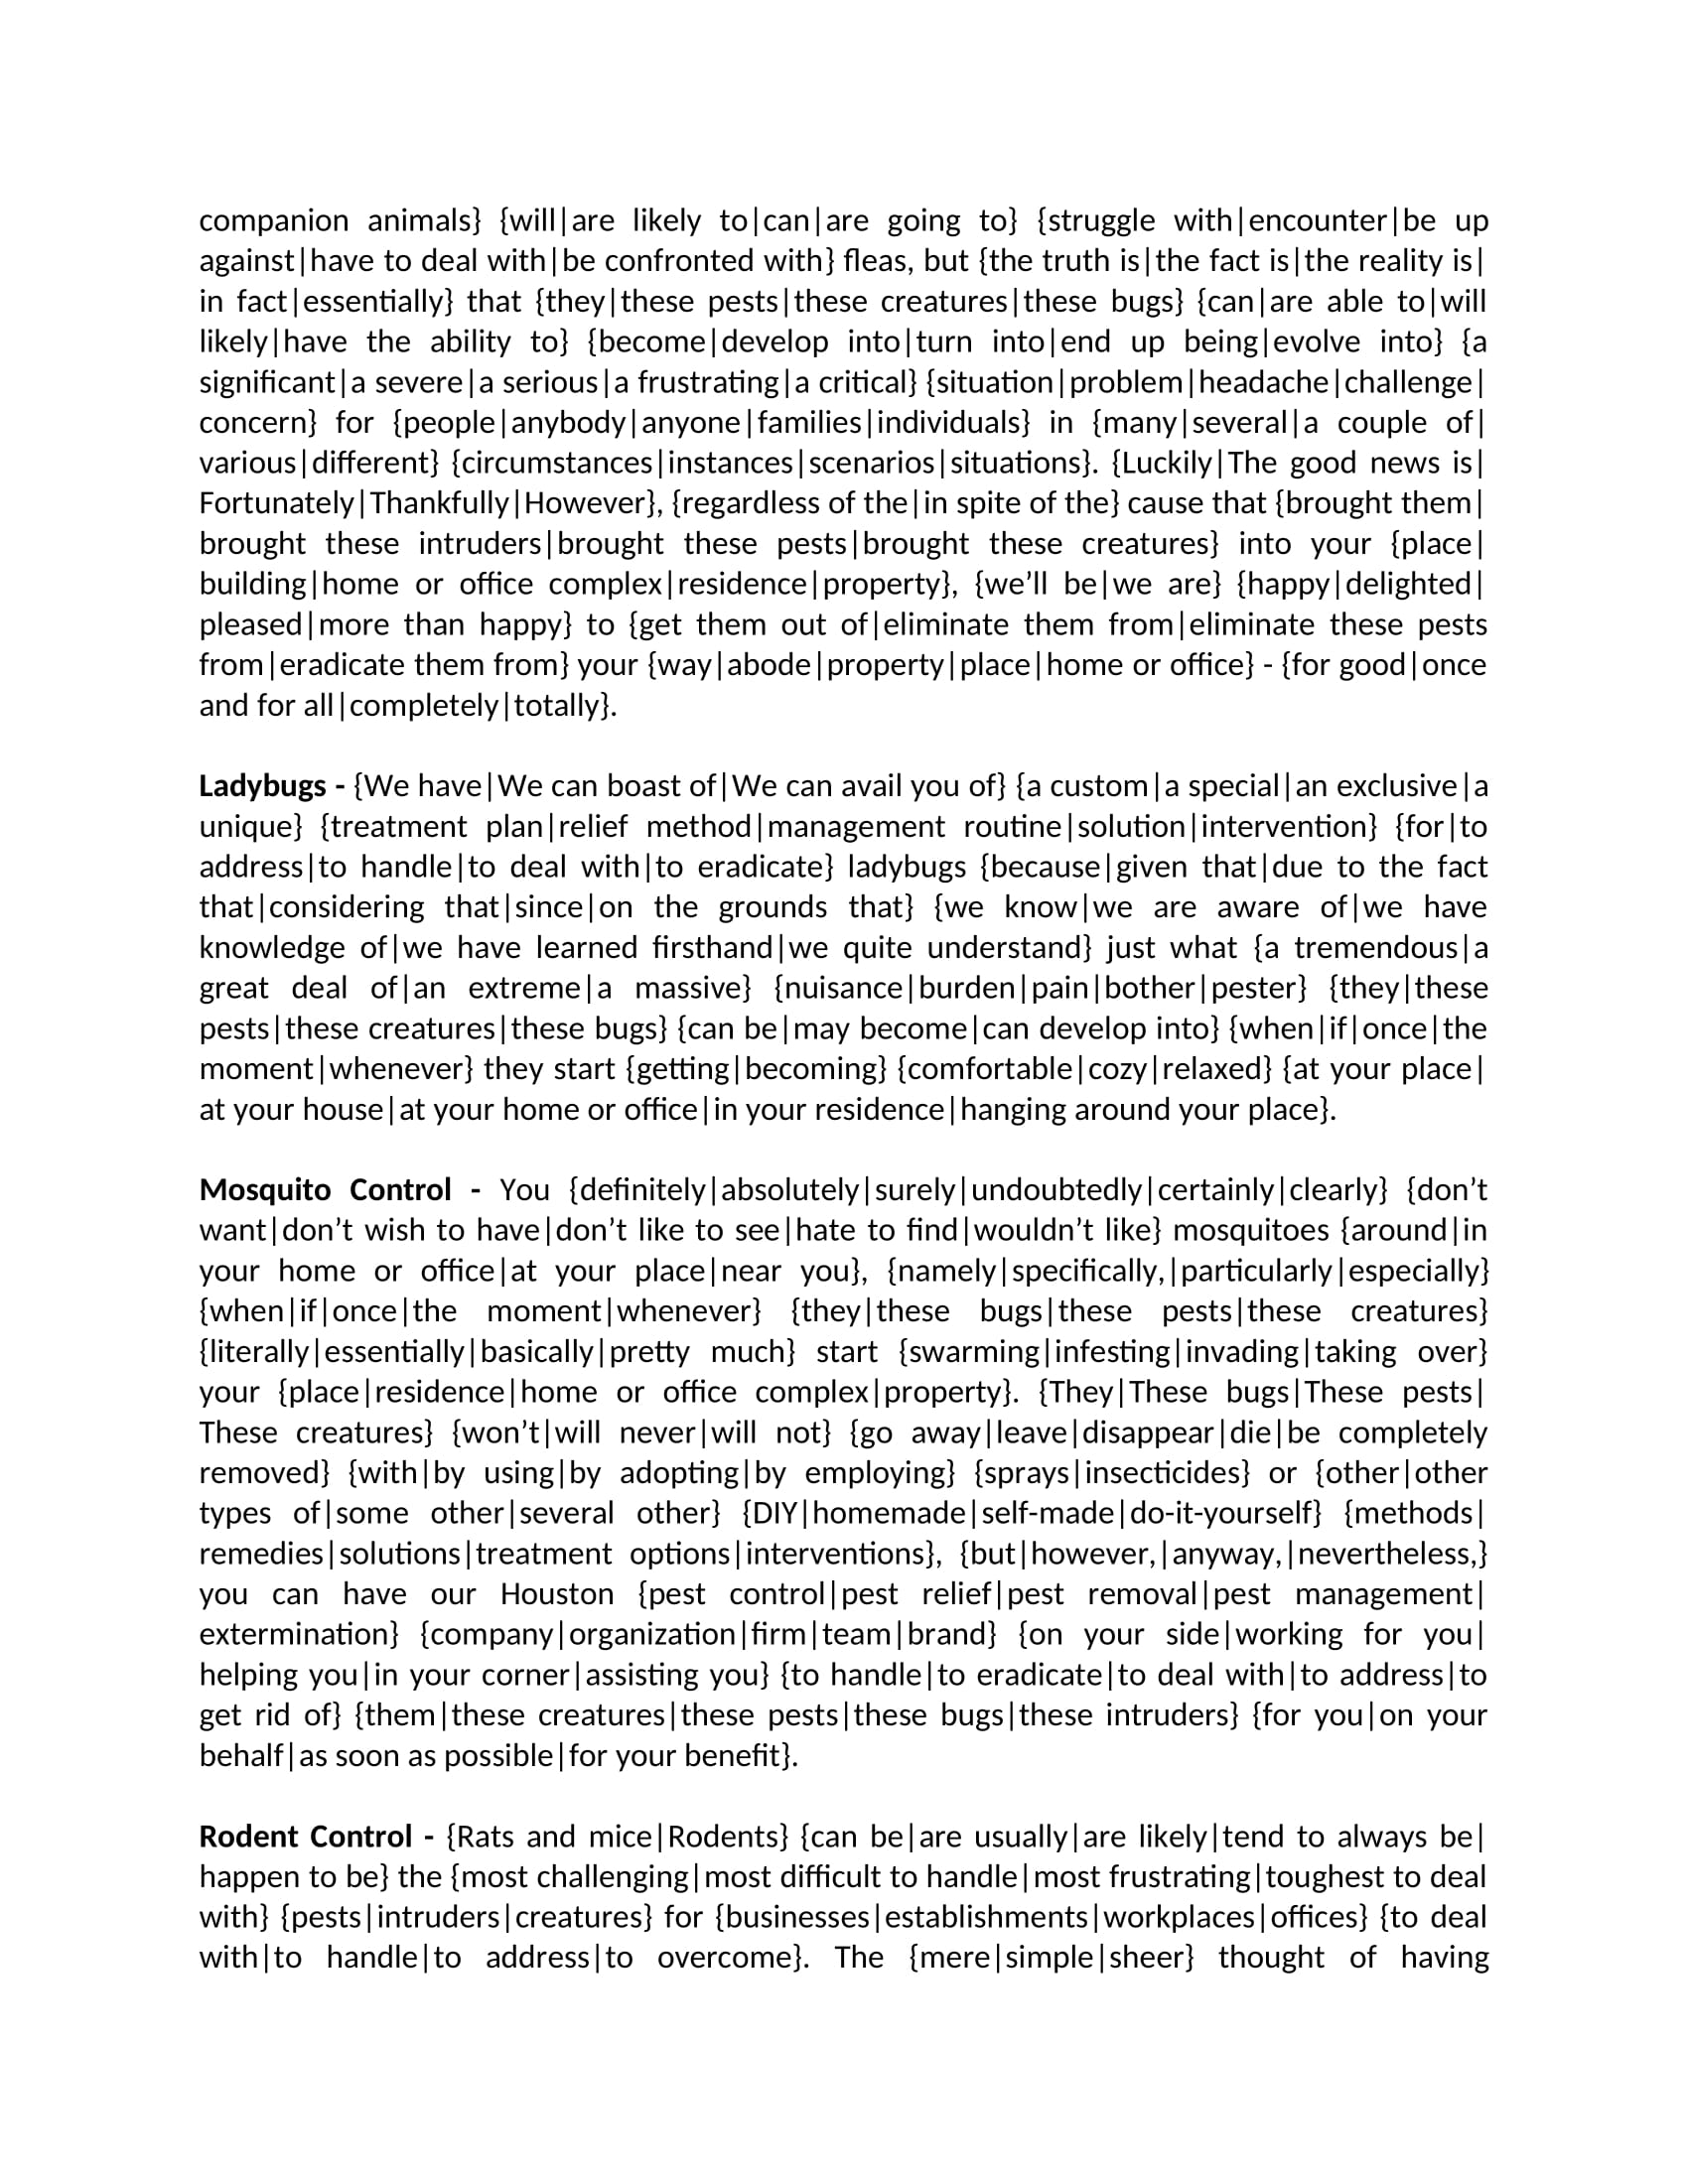 companion animals} {will|are likely to|can|are going to} {struggle with|encounter|be up
against|have to deal with|be confronted with} fleas, but {the truth is|the fact is|the reality is|
in fact|essentially} that {they|these pests|these creatures|these bugs} {can|are able to|will
likely|have the ability to} {become|develop into|turn into|end up being|evolve into} {a
significant|a severe|a serious|a frustrating|a critical} {situation|problem|headache|challenge|
concern} for {people|anybody|anyone|families|individuals} in {many|several|a couple of|
various|different} {circumstances|instances|scenarios|situations}. {Luckily|The good news is|
Fortunately|Thankfully|However}, {regardless of the|in spite of the} cause that {brought them|
brought these intruders|brought these pests|brought these creatures} into your {place|
building|home or office complex|residence|property}, {we’ll be|we are} {happy|delighted|
pleased|more than happy} to {get them out of|eliminate them from|eliminate these pests
from|eradicate them from} your {way|abode|property|place|home or office} - {for good|once
and for all|completely|totally}.
Ladybugs - {We have|We can boast of|We can avail you of} {a custom|a special|an exclusive|a
unique} {treatment plan|relief method|management routine|solution|intervention} {for|to
address|to handle|to deal with|to eradicate} ladybugs {because|given that|due to the fact
that|considering that|since|on the grounds that} {we know|we are aware of|we have
knowledge of|we have learned firsthand|we quite understand} just what {a tremendous|a
great deal of|an extreme|a massive} {nuisance|burden|pain|bother|pester} {they|these
pests|these creatures|these bugs} {can be|may become|can develop into} {when|if|once|the
moment|whenever} they start {getting|becoming} {comfortable|cozy|relaxed} {at your place|
at your house|at your home or office|in your residence|hanging around your place}.
Mosquito Control - You {definitely|absolutely|surely|undoubtedly|certainly|clearly} {don’t
want|don’t wish to have|don’t like to see|hate to find|wouldn’t like} mosquitoes {around|in
your home or office|at your place|near you}, {namely|specifically,|particularly|especially}
{when|if|once|the moment|whenever} {they|these bugs|these pests|these creatures}
{literally|essentially|basically|pretty much} start {swarming|infesting|invading|taking over}
your {place|residence|home or office complex|property}. {They|These bugs|These pests|
These creatures} {won’t|will never|will not} {go away|leave|disappear|die|be completely
removed} {with|by using|by adopting|by employing} {sprays|insecticides} or {other|other
types of|some other|several other} {DIY|homemade|self-made|do-it-yourself} {methods|
remedies|solutions|treatment options|interventions}, {but|however,|anyway,|nevertheless,}
you can have our Houston {pest control|pest relief|pest removal|pest management|
extermination} {company|organization|firm|team|brand} {on your side|working for you|
helping you|in your corner|assisting you} {to handle|to eradicate|to deal with|to address|to
get rid of} {them|these creatures|these pests|these bugs|these intruders} {for you|on your
behalf|as soon as possible|for your benefit}.
Rodent Control - {Rats and mice|Rodents} {can be|are usually|are likely|tend to always be|
happen to be} the {most challenging|most difficult to handle|most frustrating|toughest to deal
with} {pests|intruders|creatures} for {businesses|establishments|workplaces|offices} {to deal
with|to handle|to address|to overcome}. The {mere|simple|sheer} thought of having